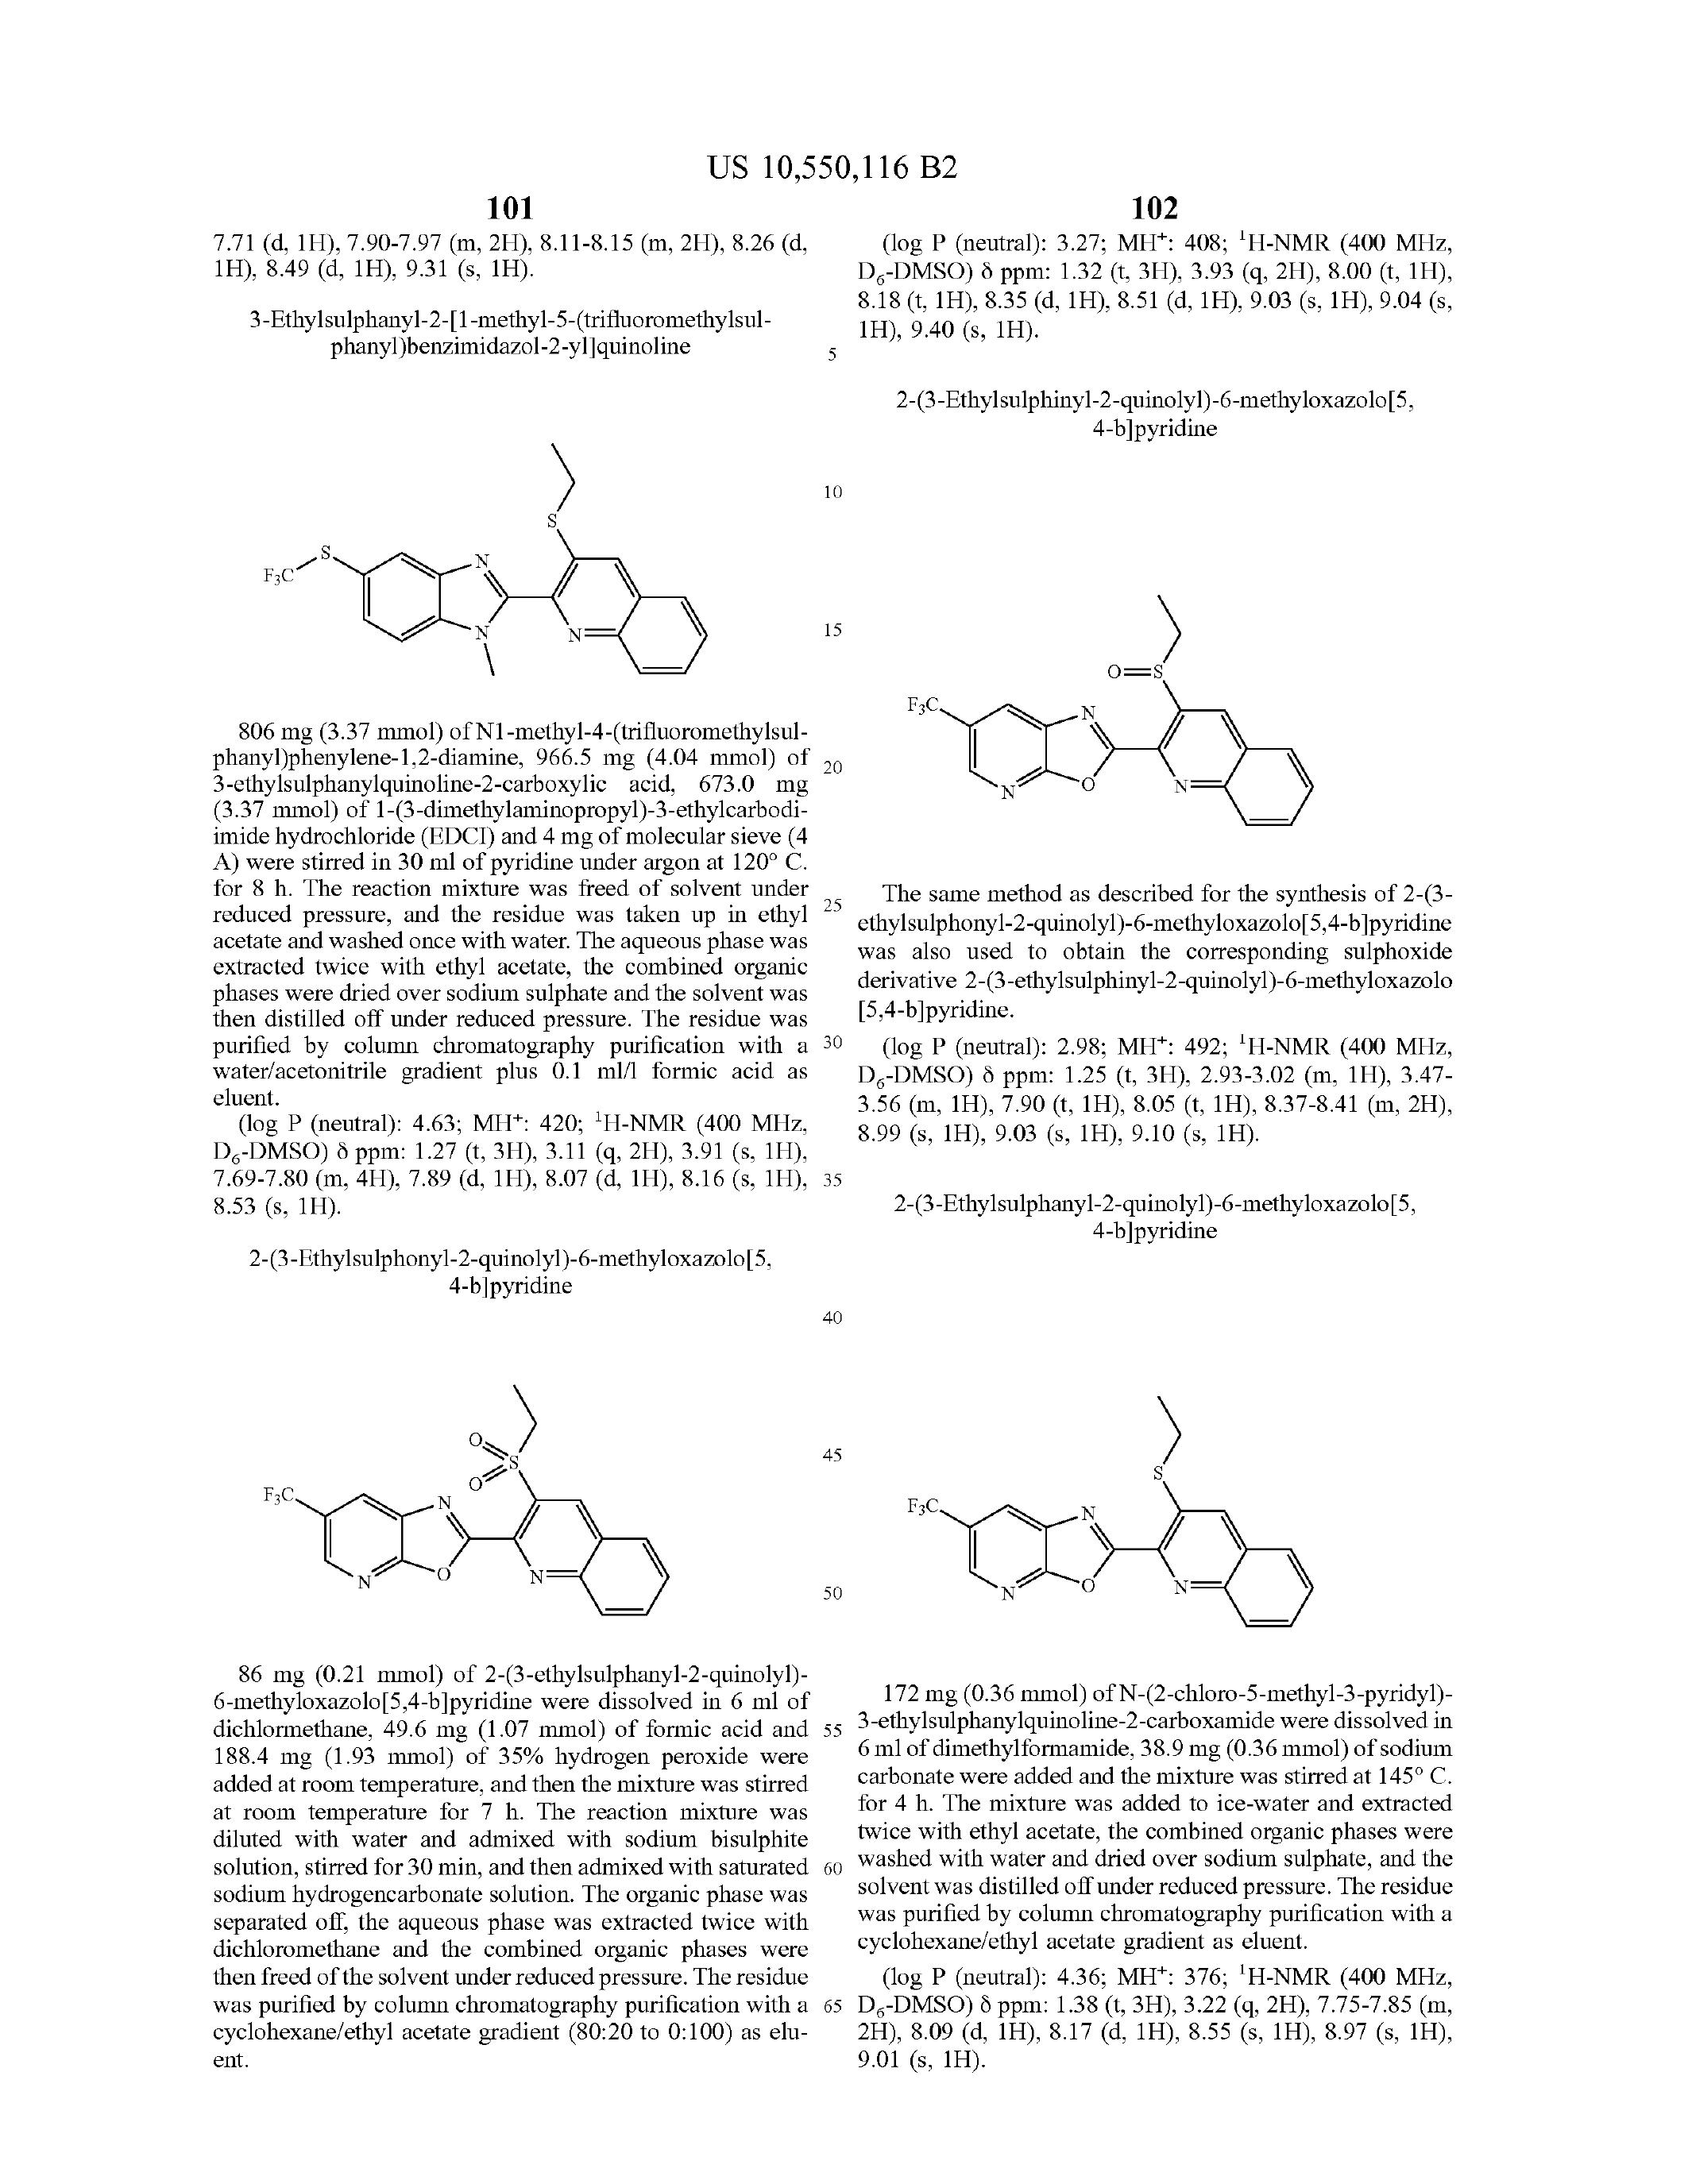 US 10,550,116 B2
101
7.71 (d, 1H), 7.90-7.97 (m, 2H), 8.11-8.15 (m, 2H), 8.26 (d,
1H), 8.49 (d, 1H), 9.31 (s, 1H).
3-Ethylsulphanyl-2-[1-methyl-5-(trifluoromethylsul-
phanyl)benzimidazol-2-yl]quinoline
S
N
S
F3C
N
N
806 mg (3.37 mmol) of N1-methyl-4-(trifluoromethylsul-
phanyl)phenylene-1,2-diamine, 966.5 mg (4.04 mmol) of
3-ethylsulphanylquinoline-2-carboxylic acid, 673.0 mg
(3.37 mmol) of 1-(3-dimethylaminopropyl)-3-ethylcarbodi-
imide hydrochloride (EDCI) and 4 mg of molecular sieve (4
A) were stirred in 30 ml of pyridine under argon at 120° C.
for 8 h. The reaction mixture was freed of solvent under
reduced pressure, and the residue was taken up in ethyl
acetate and washed once with water. The aqueous phase was
extracted twice with ethyl acetate, the combined organic
phases were dried over sodium sulphate and the solvent was
then distilled off under reduced pressure. The residue was
purified by column chromatography purification with a
water/acetonitrile gradient plus 0.1 ml/l formic acid as
eluent.
(log P (neutral): 4.63; MH+: 420; 1H-NMR (400 MHz,
D6-DMSO) δ ppm: 1.27 (t, 3H), 3.11 (q, 2H), 3.91 (s, 1H),
7.69-7.80 (m, 4H), 7.89 (d, 1H), 8.07 (d, 1H), 8.16 (s, 1H),
8.53 (s, 1H).
2-(3-Ethylsulphonyl-2-quinolyl)-6-methyloxazolo[5,
4-b]pyridine
O
S
O
F3C
N
N
O
N
86 mg (0.21 mmol) of 2-(3-ethylsulphanyl-2-quinolyl)-
6-methyloxazolo[5,4-b]pyridine were dissolved in 6 ml of
dichlormethane, 49.6 mg (1.07 mmol) of formic acid and
188.4 mg (1.93 mmol) of 35% hydrogen peroxide were
added at room temperature, and then the mixture was stirred
at room temperature for 7 h. The reaction mixture was
diluted with water and admixed with sodium bisulphite
solution, stirred for 30 min, and then admixed with saturated
sodium hydrogencarbonate solution. The organic phase was
separated off, the aqueous phase was extracted twice with
dichloromethane and the combined organic phases were
then freed of the solvent under reduced pressure. The residue
was purified by column chromatography purification with a
cyclohexane/ethyl acetate gradient (80:20 to 0:100) as elu-
ent.
5
10
15
20
25
30
35
40
45
50
55
60
65
102
(log P (neutral): 3.27; MH+: 408; 1H-NMR (400 MHz,
D6-DMSO) δ ppm: 1.32 (t, 3H), 3.93 (q, 2H), 8.00 (t, 1H),
8.18 (t, 1H), 8.35 (d, 1H), 8.51 (d, 1H), 9.03 (s, 1H), 9.04 (s,
1H), 9.40 (s, 1H).
2-(3-Ethylsulphinyl-2-quinolyl)-6-methyloxazolo[5,
4-b]pyridine
O
S
F3C
N
N
O
N
The same method as described for the synthesis of 2-(3-
ethylsulphonyl-2-quinolyl)-6-methyloxazolo[5,4-b]pyridine
was also used to obtain the corresponding sulphoxide
derivative 2-(3-ethylsulphinyl-2-quinolyl)-6-methyloxazolo
[5,4-b]pyridine.
(log P (neutral): 2.98; MH+: 492; 1H-NMR (400 MHz,
D6-DMSO) δ ppm: 1.25 (t, 3H), 2.93-3.02 (m, 1H), 3.47-
3.56 (m, 1H), 7.90 (t, 1H), 8.05 (t, 1H), 8.37-8.41 (m, 2H),
8.99 (s, 1H), 9.03 (s, 1H), 9.10 (s, 1H).
2-(3-Ethylsulphanyl-2-quinolyl)-6-methyloxazolo[5,
4-b]pyridine
S
F3C
N
N
O
N
172 mg (0.36 mmol) of N-(2-chloro-5-methyl-3-pyridyl)-
3-ethylsulphanylquinoline-2-carboxamide were dissolved in
6 ml of dimethylformamide, 38.9 mg (0.36 mmol) of sodium
carbonate were added and the mixture was stirred at 145° C.
for 4 h. The mixture was added to ice-water and extracted
twice with ethyl acetate, the combined organic phases were
washed with water and dried over sodium sulphate, and the
solvent was distilled off under reduced pressure. The residue
was purified by column chromatography purification with a
cyclohexane/ethyl acetate gradient as eluent.
(log P (neutral): 4.36; MH+: 376; 1H-NMR (400 MHz,
D6-DMSO) δ ppm: 1.38 (t, 3H), 3.22 (q, 2H), 7.75-7.85 (m,
2H), 8.09 (d, 1H), 8.17 (d, 1H), 8.55 (s, 1H), 8.97 (s, 1H),
9.01 (s, 1H).